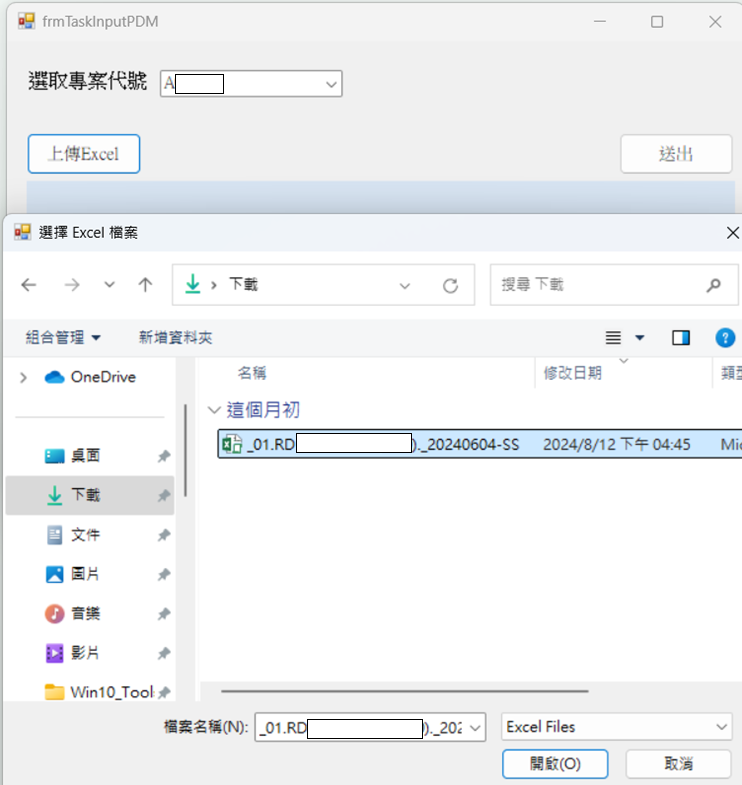 frmTaskInputPDM
選取專案代號 A
上傳Excel 送出
選擇 Excel 檔案
下載 搜尋 下載
組合管理 新增資料夾
OneDrive 名稱 修改日期 類型
這個月初
桌面 _01.RD )._20240604-SS 2024/8/12 下午 04:45 Mic
下載
文件
圖片
音樂
影片
Win10_Tools
檔案名稱(N): _01.RD )._202 Excel Files
開啟(O) 取消